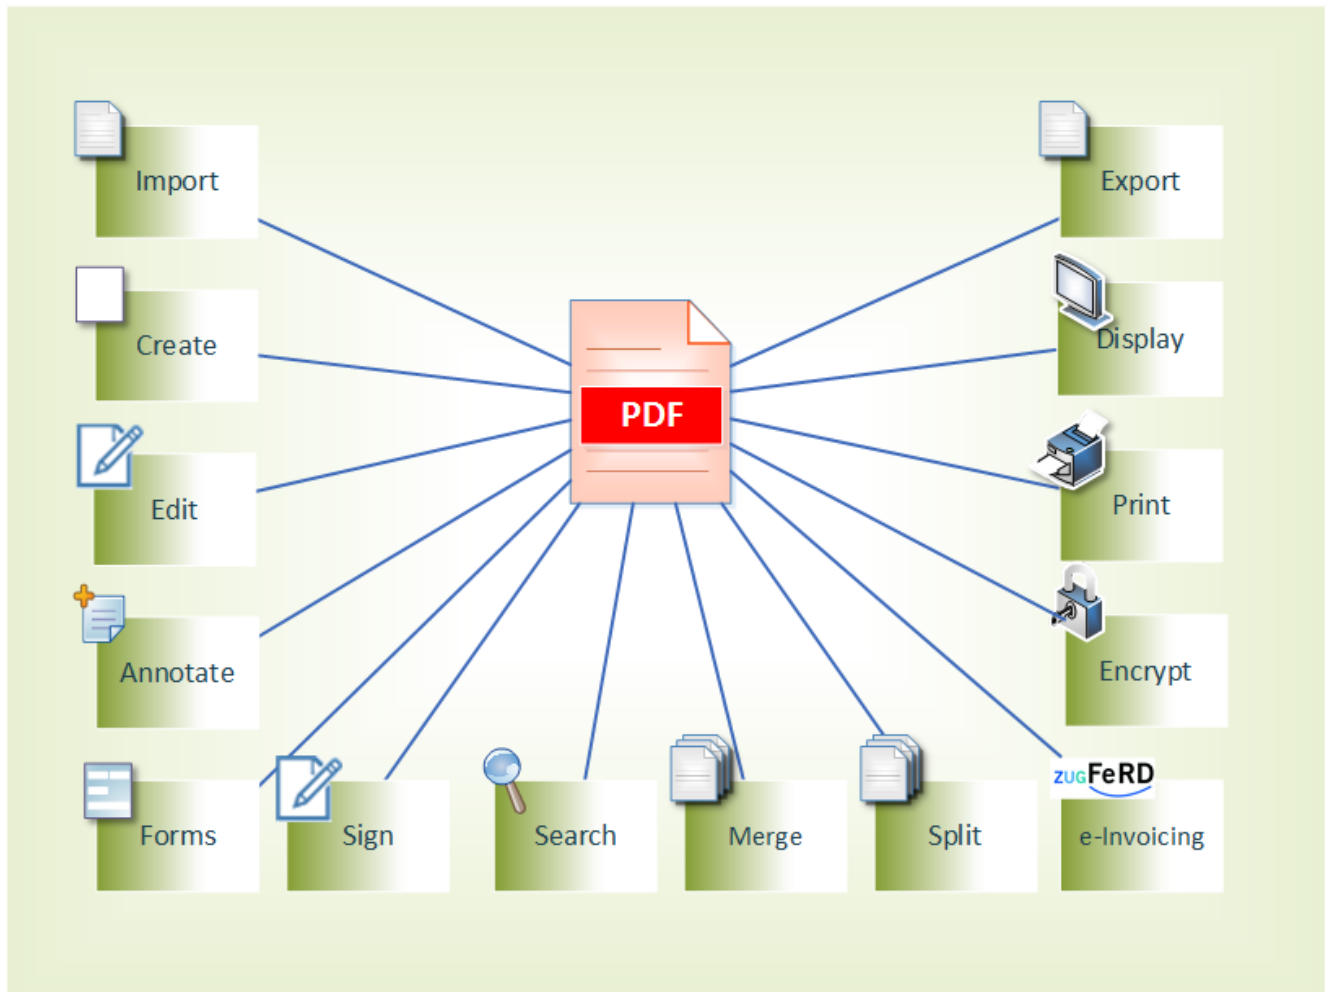 Import
Export
Create
Display
PDF
Edit
Print
Annotate
Encrypt
ZUGFeRD
Forms
Sign
Search
Merge
Split
e-Invoicing